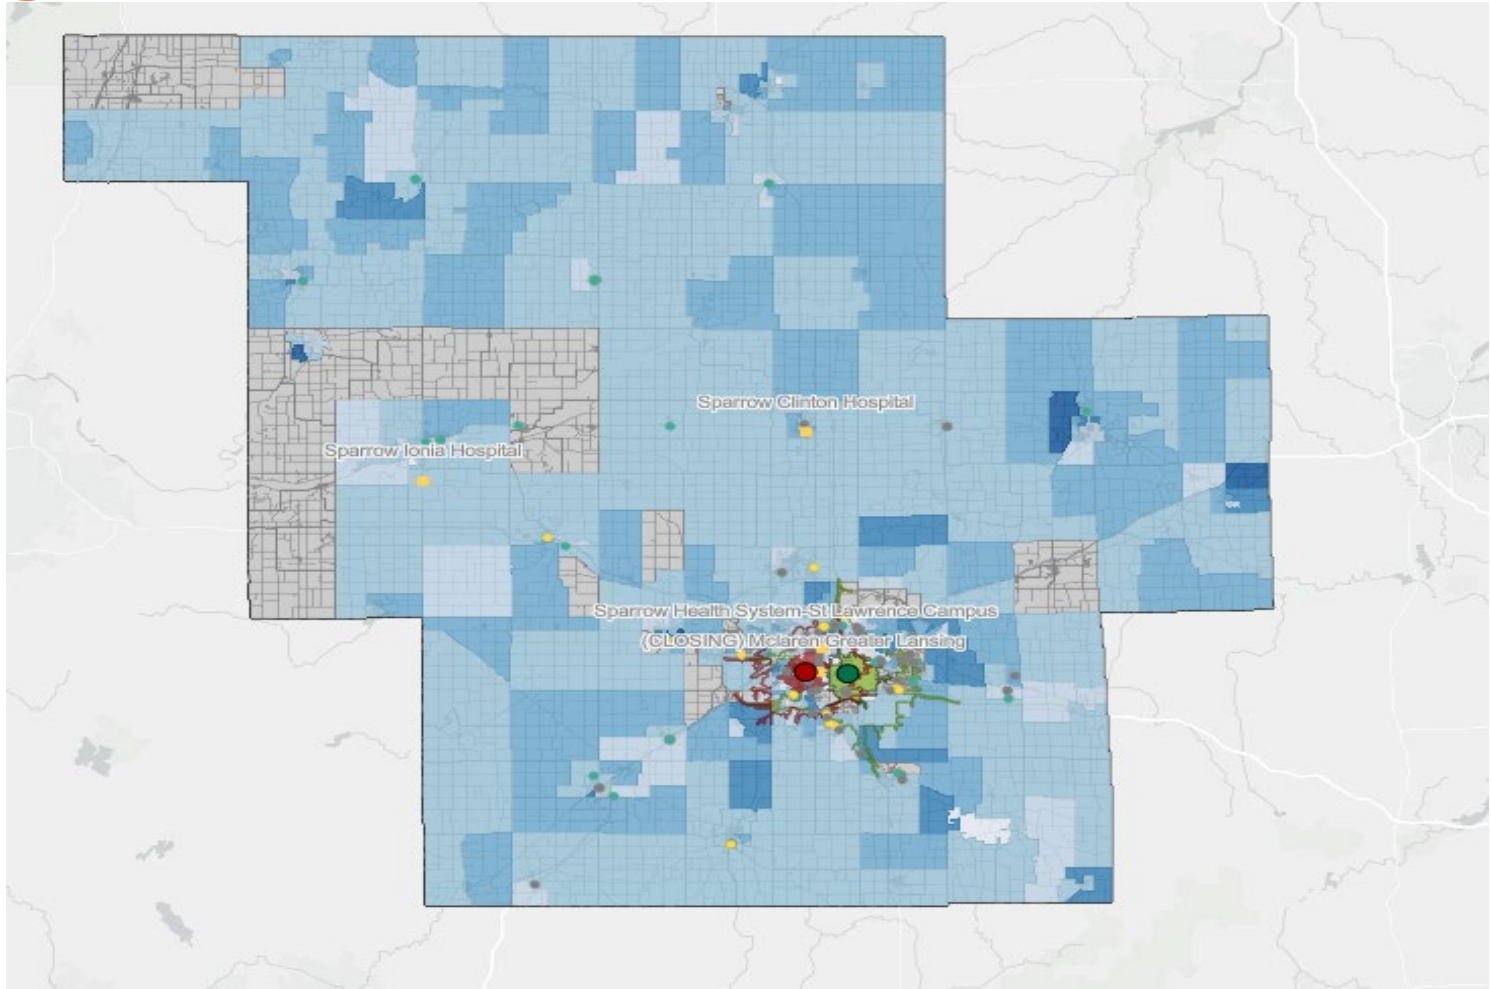 Sparrow Clinton Hospital
Sparrow Ionia Hospital
Sparrow Health System-St Lawrence Campus
(CLOSING) Mclaren Greater Lansing